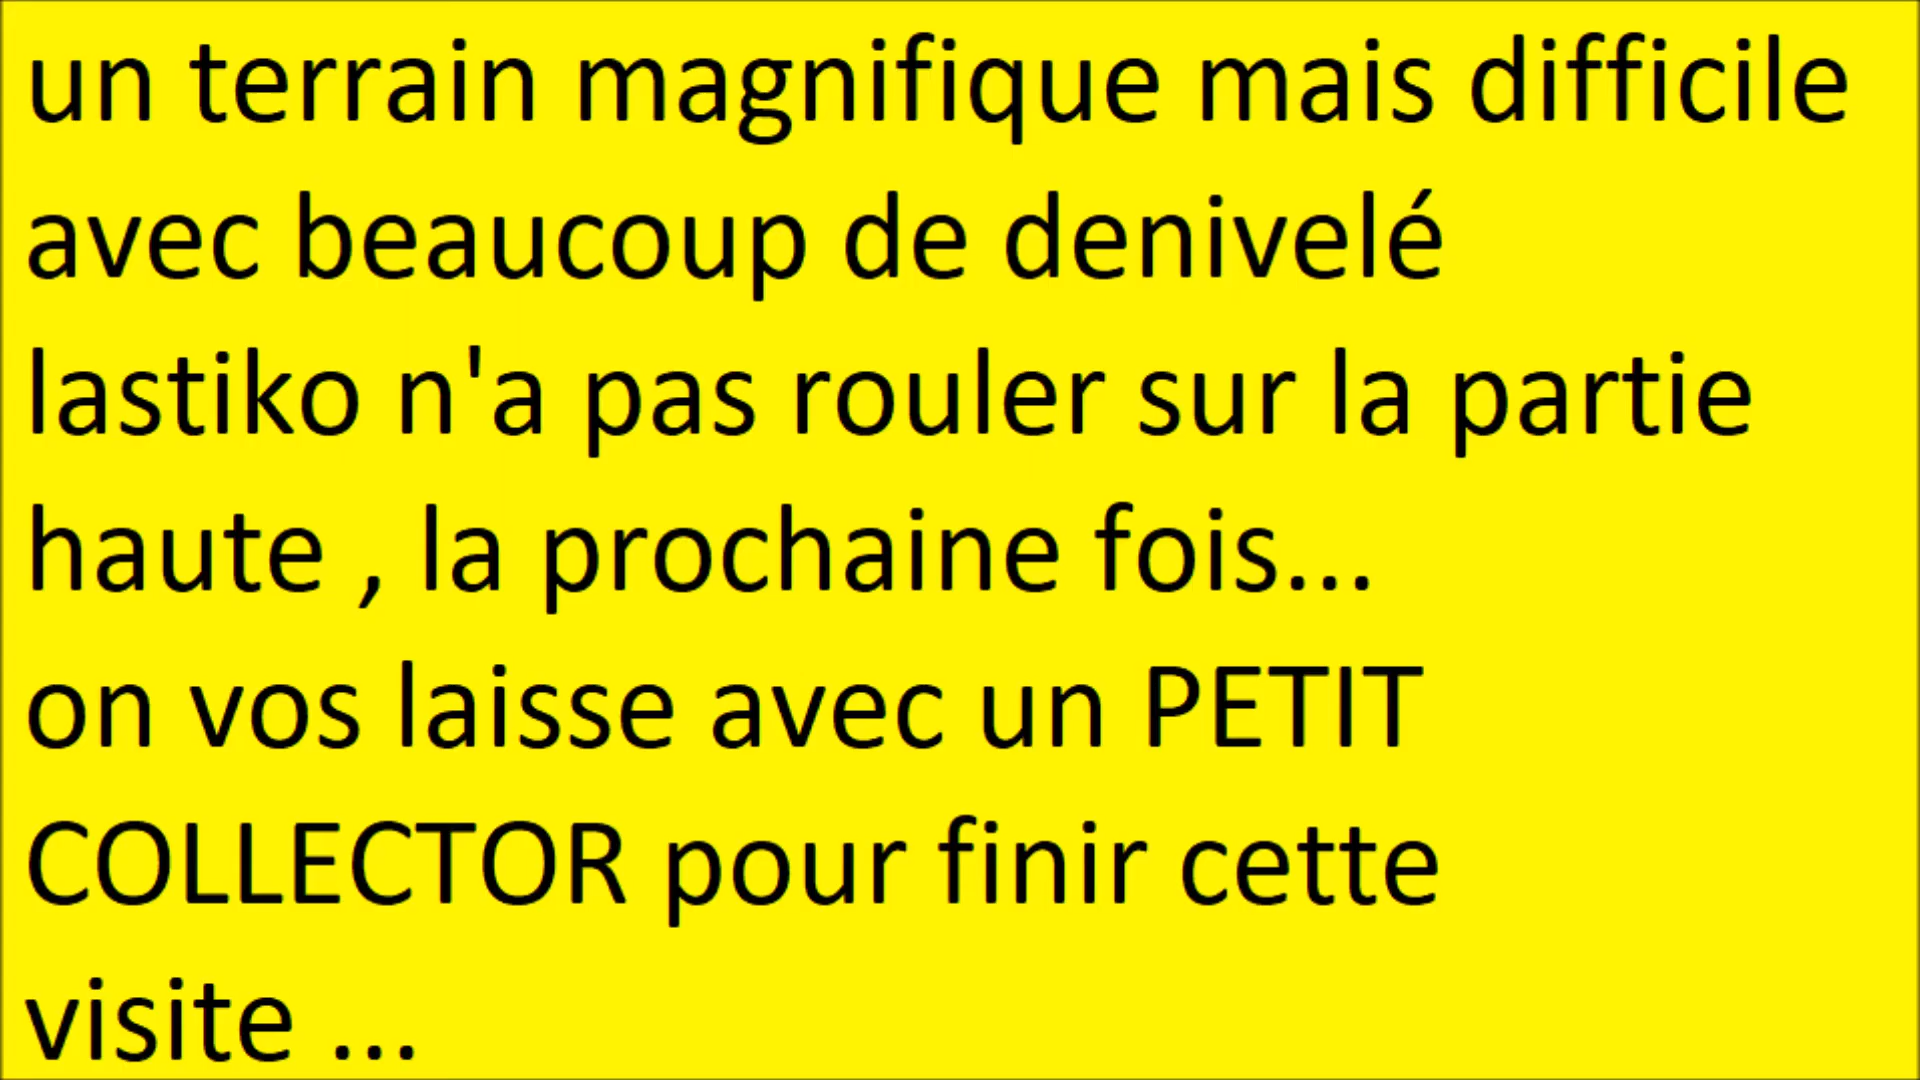 un terrain magnifique mais difficile
avec beaucoup de denivelé
lastiko n'a pas rouler sur la partie
haute , la prochaine fois...
on vos laisse avec un PETIT
COLLECTOR pour finir cette
visite ...